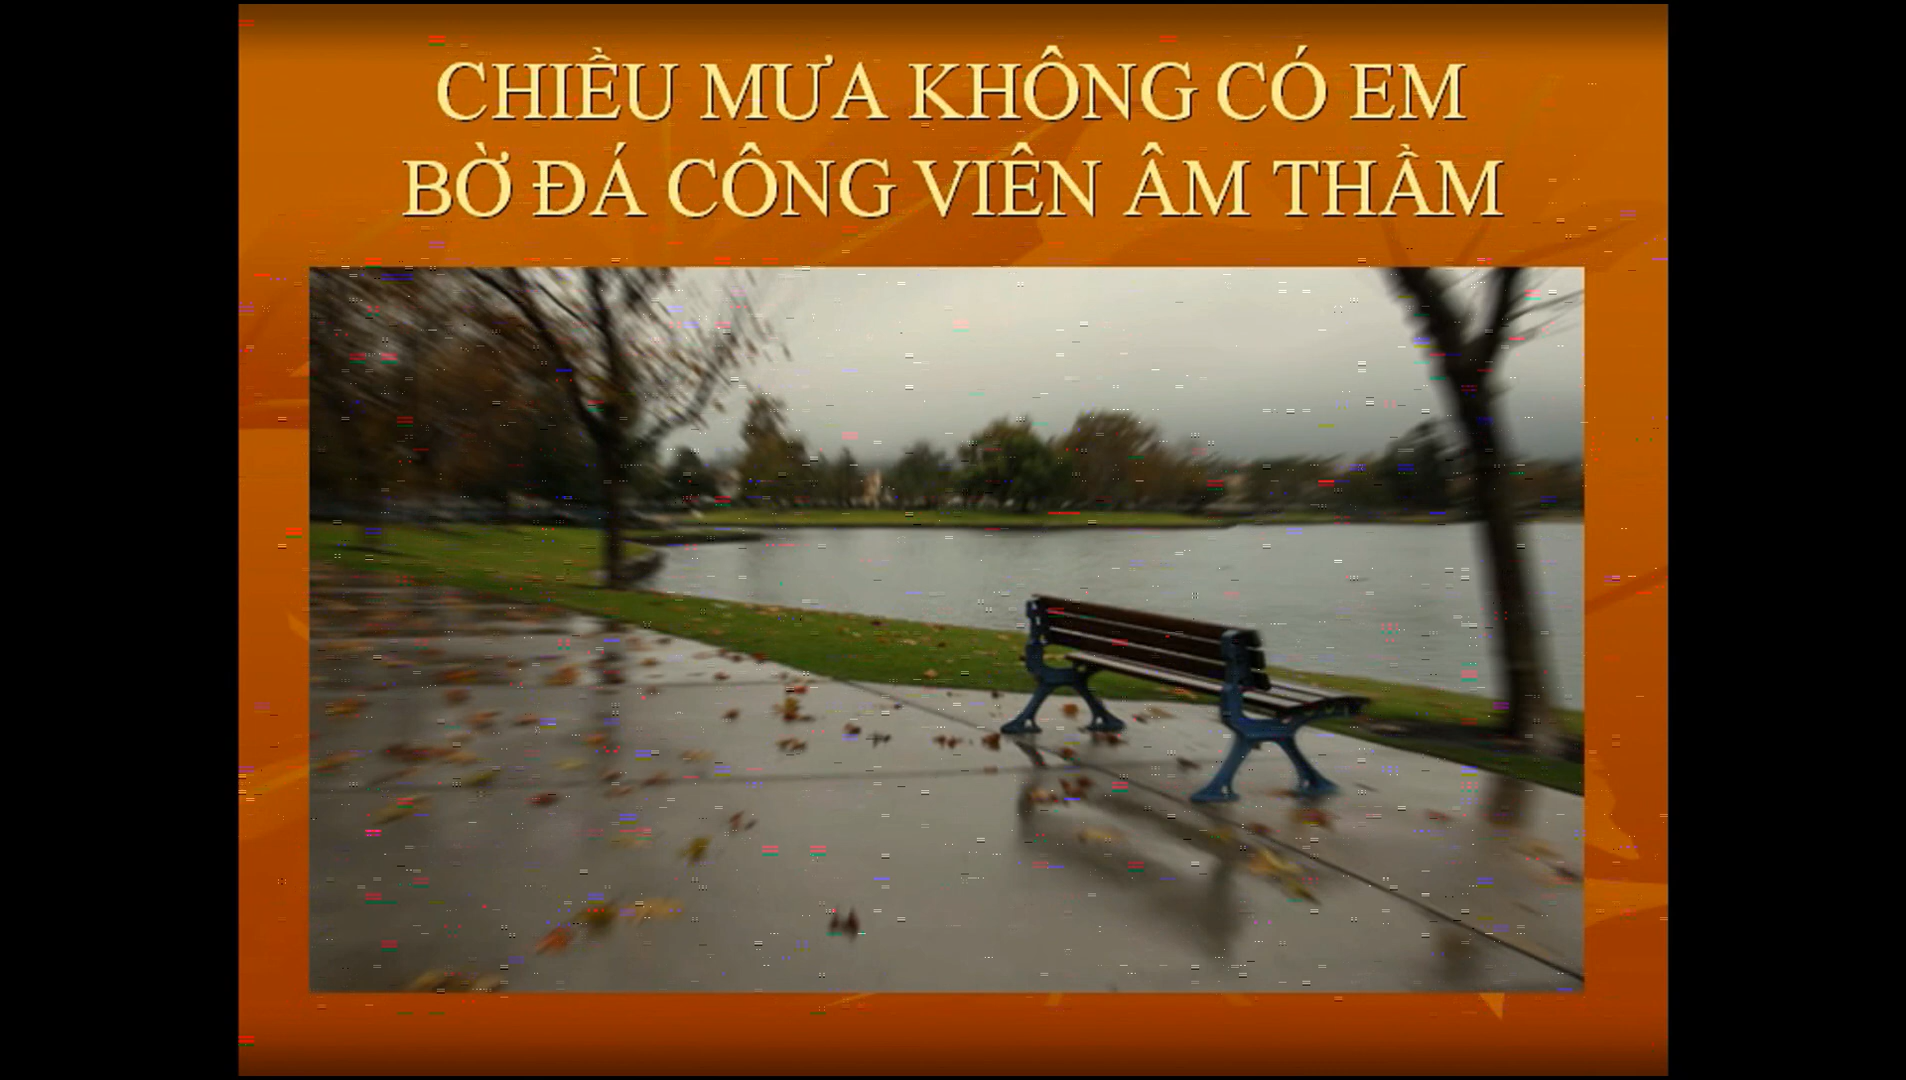 CHIỀU MƯA KHÔNG CÓ EM
BỜ ĐÁ CÔNG VIÊN ÂM THẦM